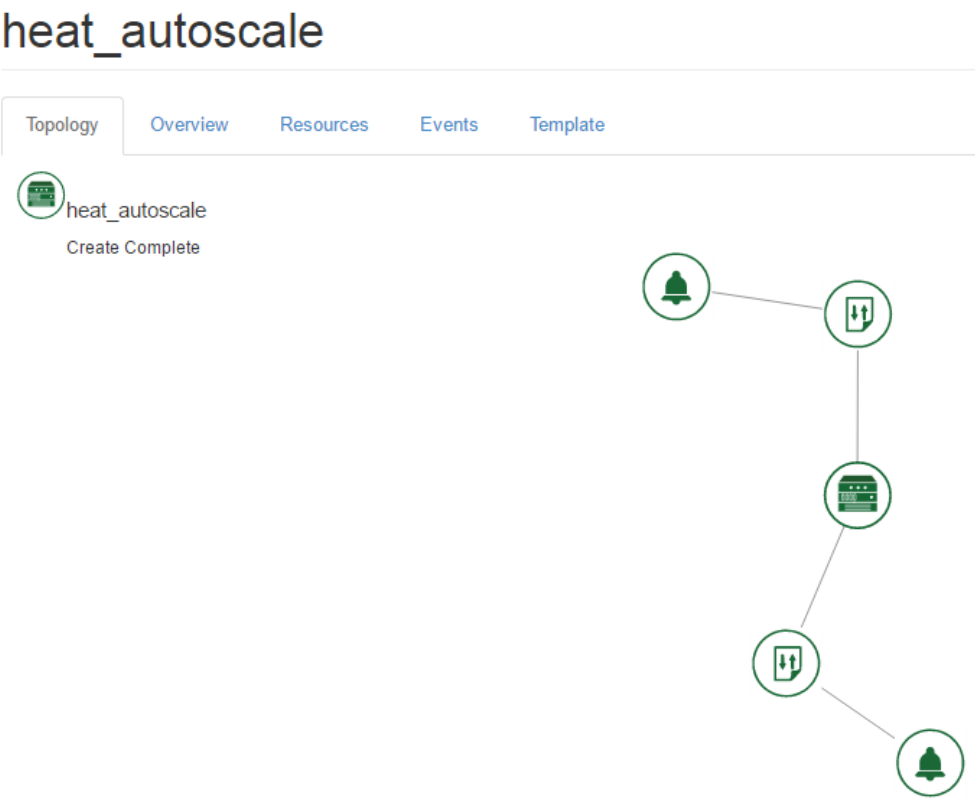 heat_autoscale
Topology Overview Resources Events Template
heat_autoscale
Create Complete